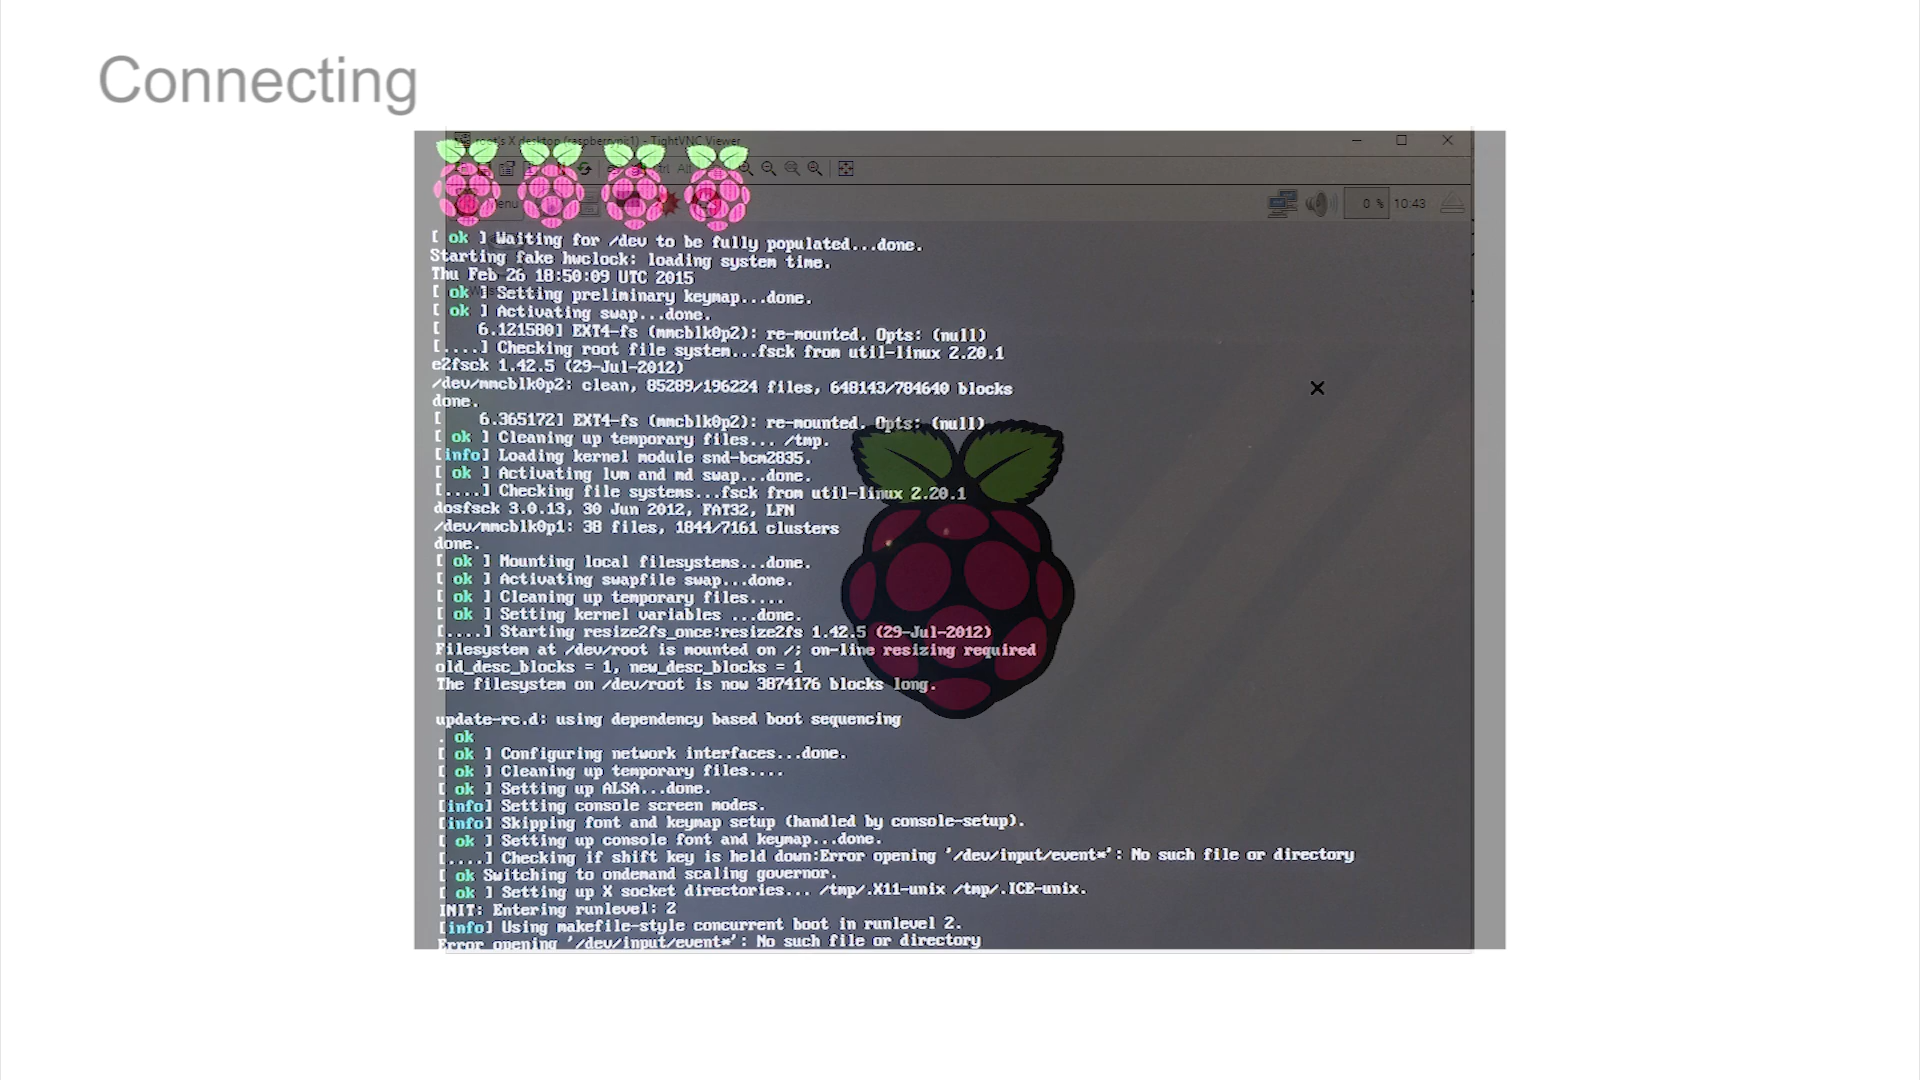 Connecting
root's X desktop (raspberrypi:1) - TightVNC Viewer
0 % 10:43
[ ok ] Waiting for /dev to be fully populated...done.
Starting fake hwclock: loading system time.
Thu Feb 26 18:50:09 UTC 2015
[ ok ] Setting preliminary keymap...done.
[ ok ] Activating swap...done.
[    6.121580] EXT4-fs (mmcblk0p2): re-mounted. Opts: (null)
[....] Checking root file system...fsck from util-linux 2.20.1
e2fsck 1.42.5 (29-Jul-2012)
/dev/mmcblk0p2: clean, 85289/196224 files, 648143/784640 blocks
done.
[    6.365172] EXT4-fs (mmcblk0p2): re-mounted. Opts: (null)
[ ok ] Cleaning up temporary files... /tmp.
[info] Loading kernel module snd-bcm2835.
[ ok ] Activating lvm and md swap...done.
[....] Checking file systems...fsck from util-linux 2.20.1
dosfsck 3.0.13, 30 Jun 2012, FAT32, LFN
/dev/mmcblk0p1: 38 files, 1844/7161 clusters
done.
[ ok ] Mounting local filesystems...done.
[ ok ] Activating swapfile swap...done.
[ ok ] Cleaning up temporary files....
[ ok ] Setting kernel variables ...done.
[....] Starting resize2fs_once:resize2fs 1.42.5 (29-Jul-2012)
Filesystem at /dev/root is mounted on /; on-line resizing required
old_desc_blocks = 1, new_desc_blocks = 1
The filesystem on /dev/root is now 3874176 blocks long.
update-rc.d: using dependency based boot sequencing
. ok
[ ok ] Configuring network interfaces...done.
[ ok ] Cleaning up temporary files....
[ ok ] Setting up ALSA...done.
[info] Setting console screen modes.
[info] Skipping font and keymap setup (handled by console-setup).
[ ok ] Setting up console font and keymap...done.
[....] Checking if shift key is held down:Error opening '/dev/input/event*': No such file or directory
[ ok Switching to ondemand scaling governor.
[ ok ] Setting up X socket directories... /tmp/.X11-unix /tmp/.ICE-unix.
INIT: Entering runlevel: 2
[info] Using makefile-style concurrent boot in runlevel 2.
Error opening '/dev/input/event*': No such file or directory